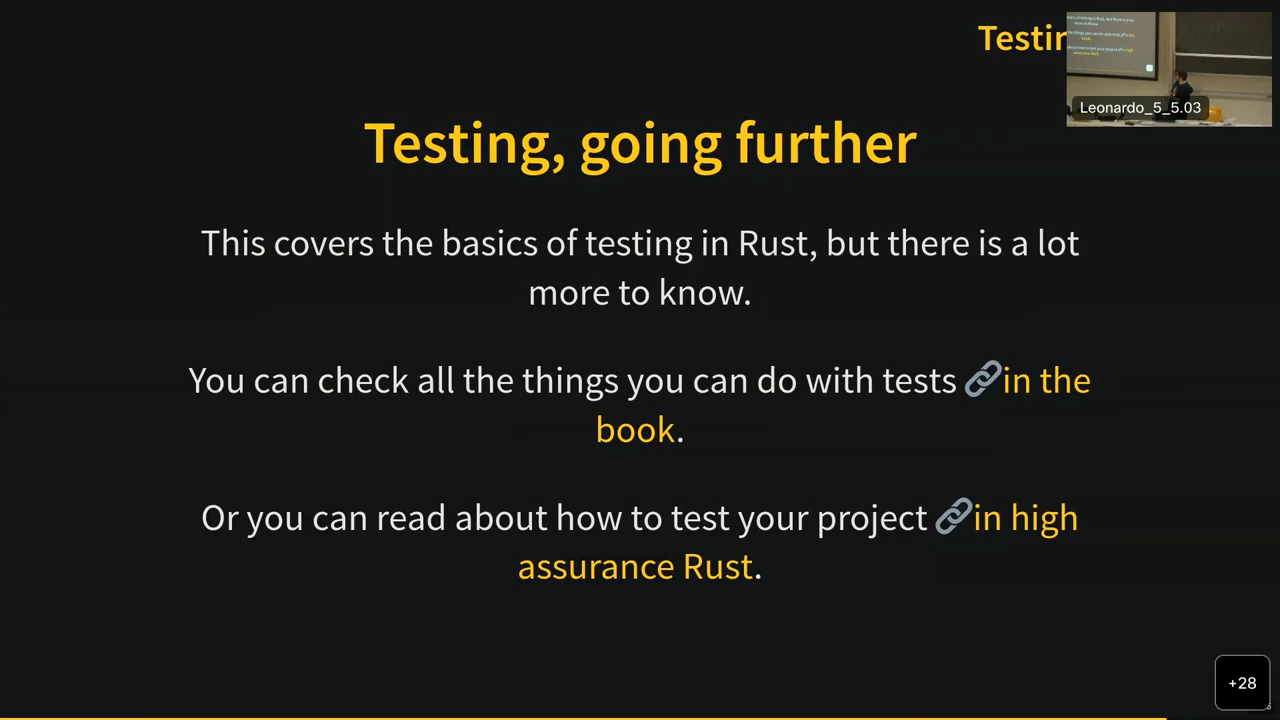 Testin
Leonardo_5_5.03
Testing, going further
This covers the basics of testing in Rust, but there is a lot
more to know.
You can check all the things you can do with tests 🔗in the
book.
Or you can read about how to test your project 🔗in high
assurance Rust.
+28